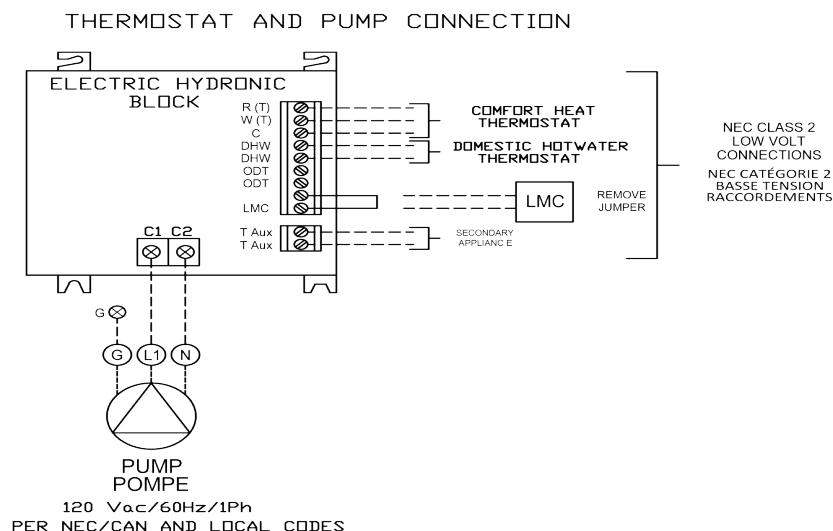 THERMOSTAT AND PUMP CONNECTION
ELECTRIC HYDRONIC
BLOCK
R (T)
W (T)
C
DHW
DHW
ODT
ODT
LMC
T Aux
T Aux
COMFORT HEAT
THERMOSTAT
DOMESTIC HOTWATER
THERMOSTAT
LMC
REMOVE
JUMPER
SECONDARY
APPLIANC E
NEC CLASS 2
LOW VOLT
CONNECTIONS
NEC CATÉGORIE 2
BASSE TENSION
RACCORDEMENTS
C1 C2
G
G L1 N
PUMP
POMPE
120 Vac/60Hz/1Ph
PER NEC/CAN AND LOCAL CODES